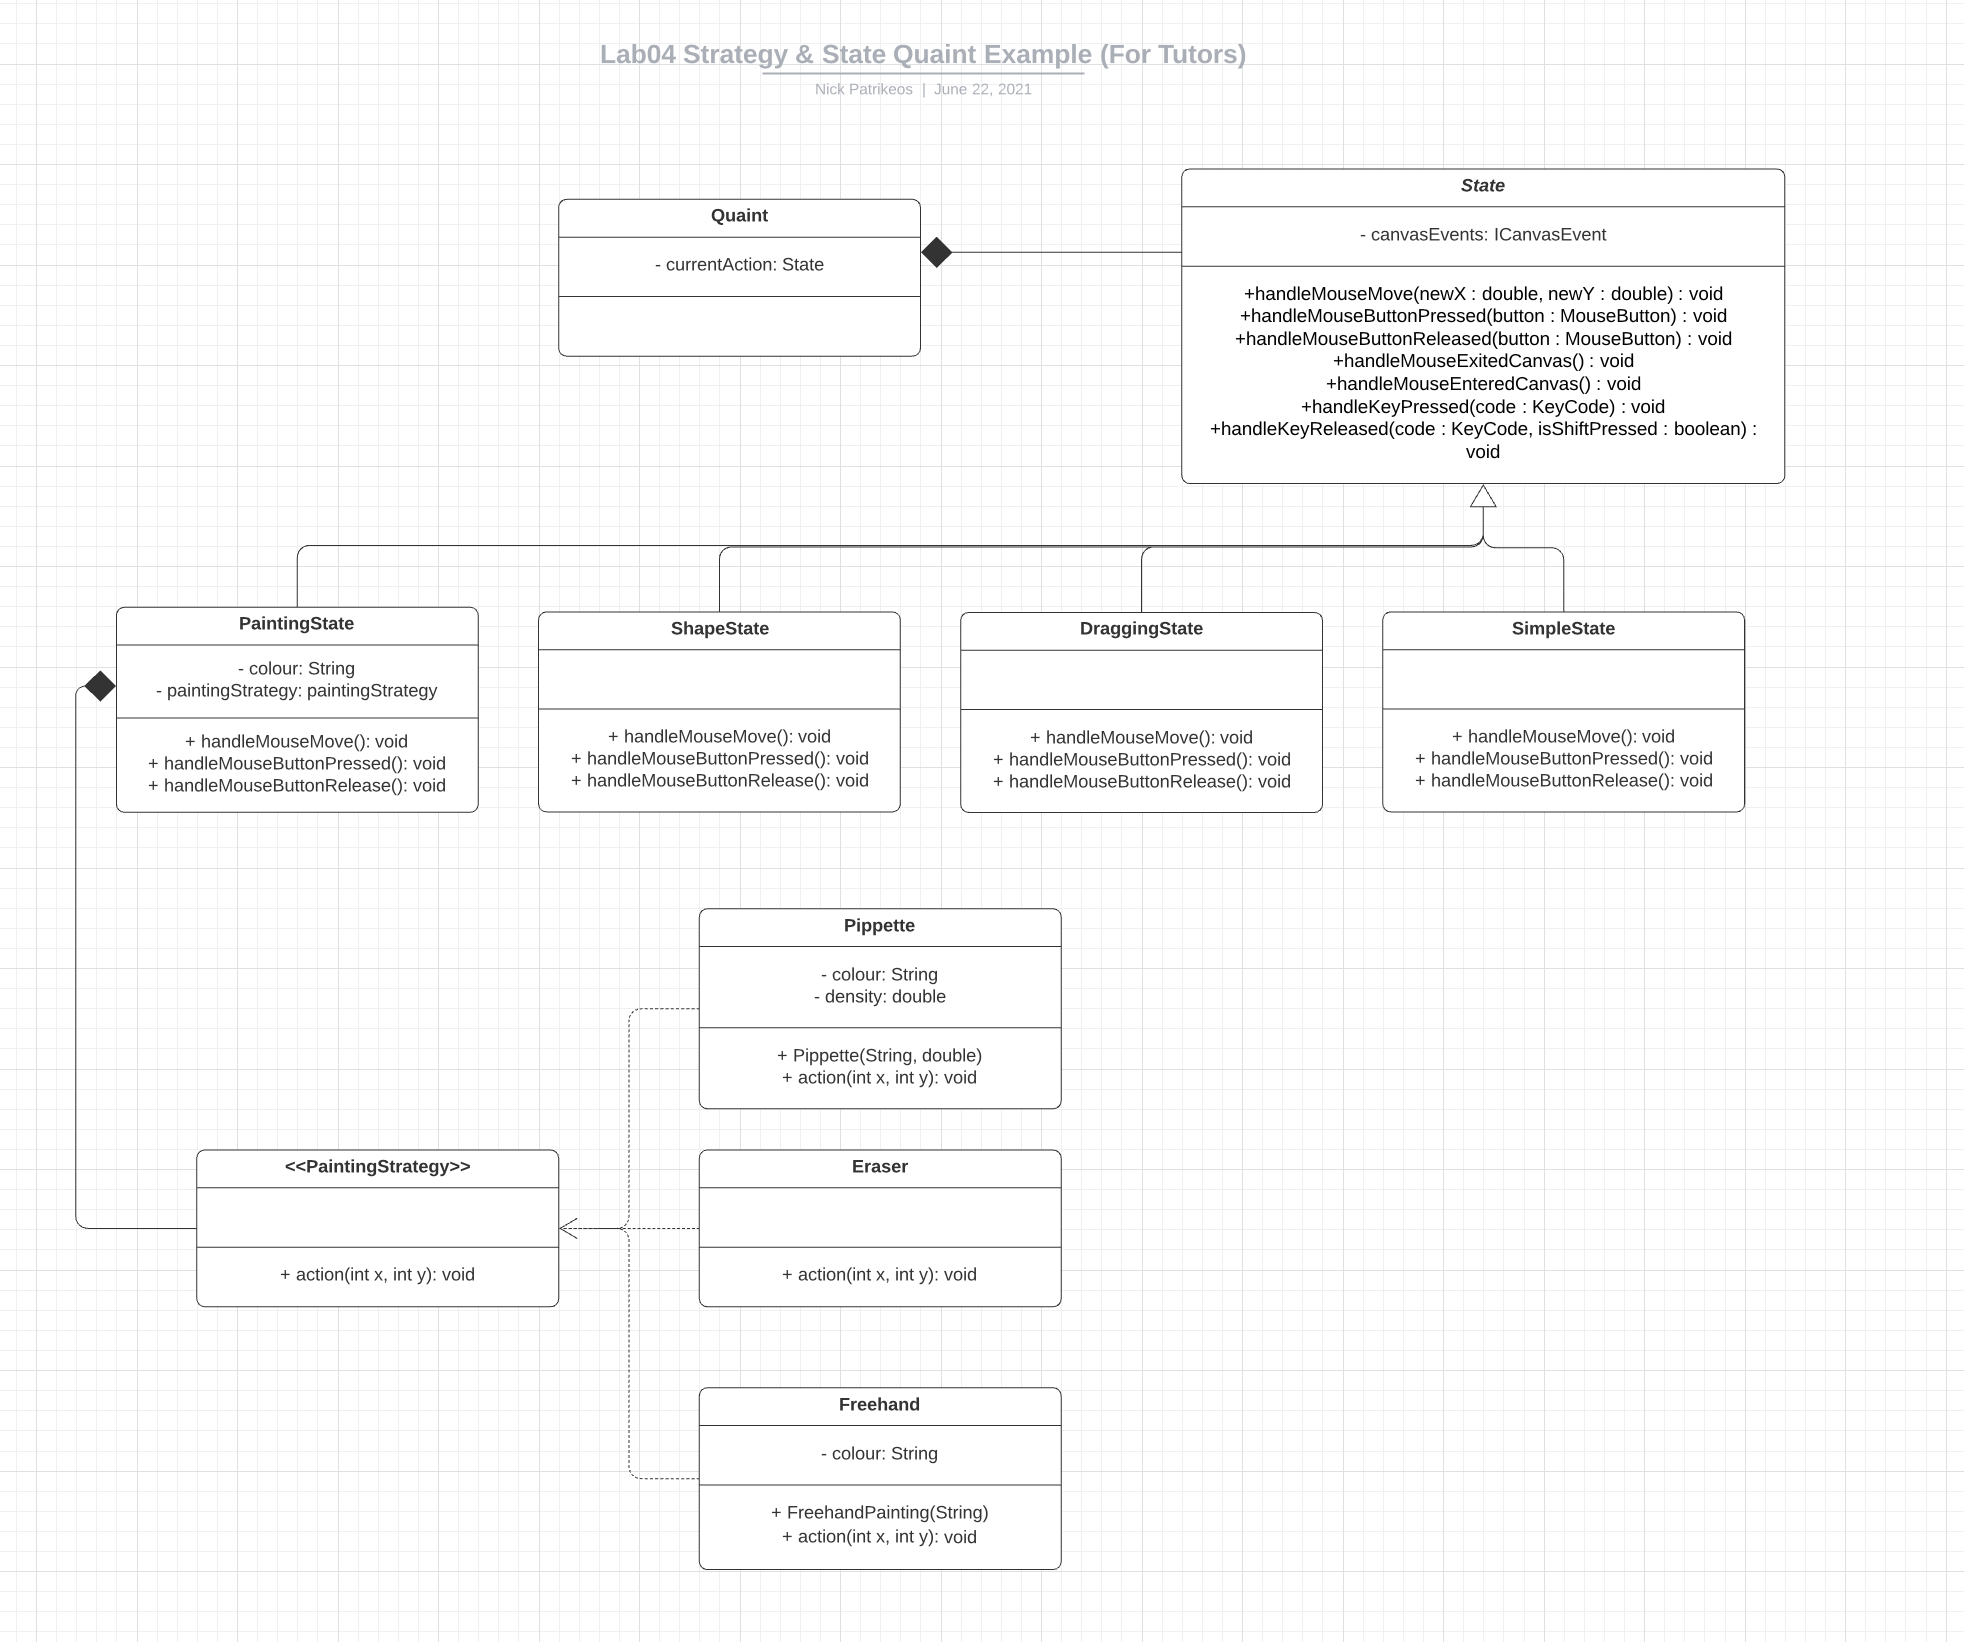 Lab04 Strategy & State Quaint Example (For Tutors)
Nick Patrikeos | June 22, 2021
Quaint
- currentAction: State
State
- canvasEvents: ICanvasEvent
+handleMouseMove(newX : double, newY : double) : void
+handleMouseButtonPressed(button : MouseButton) : void
+handleMouseButtonReleased(button : MouseButton) : void
+handleMouseExitedCanvas() : void
+handleMouseEnteredCanvas() : void
+handleKeyPressed(code : KeyCode) : void
+handleKeyReleased(code : KeyCode, isShiftPressed : boolean) :
void
PaintingState
- colour: String
- paintingStrategy: paintingStrategy
+ handleMouseMove(): void
+ handleMouseButtonPressed(): void
+ handleMouseButtonRelease(): void
ShapeState
+ handleMouseMove(): void
+ handleMouseButtonPressed(): void
+ handleMouseButtonRelease(): void
DraggingState
+ handleMouseMove(): void
+ handleMouseButtonPressed(): void
+ handleMouseButtonRelease(): void
SimpleState
+ handleMouseMove(): void
+ handleMouseButtonPressed(): void
+ handleMouseButtonRelease(): void
Pippette
- colour: String
- density: double
+ Pippette(String, double)
+ action(int x, int y): void
<<PaintingStrategy>>
+ action(int x, int y): void
Eraser
+ action(int x, int y): void
Freehand
- colour: String
+ FreehandPainting(String)
+ action(int x, int y): void